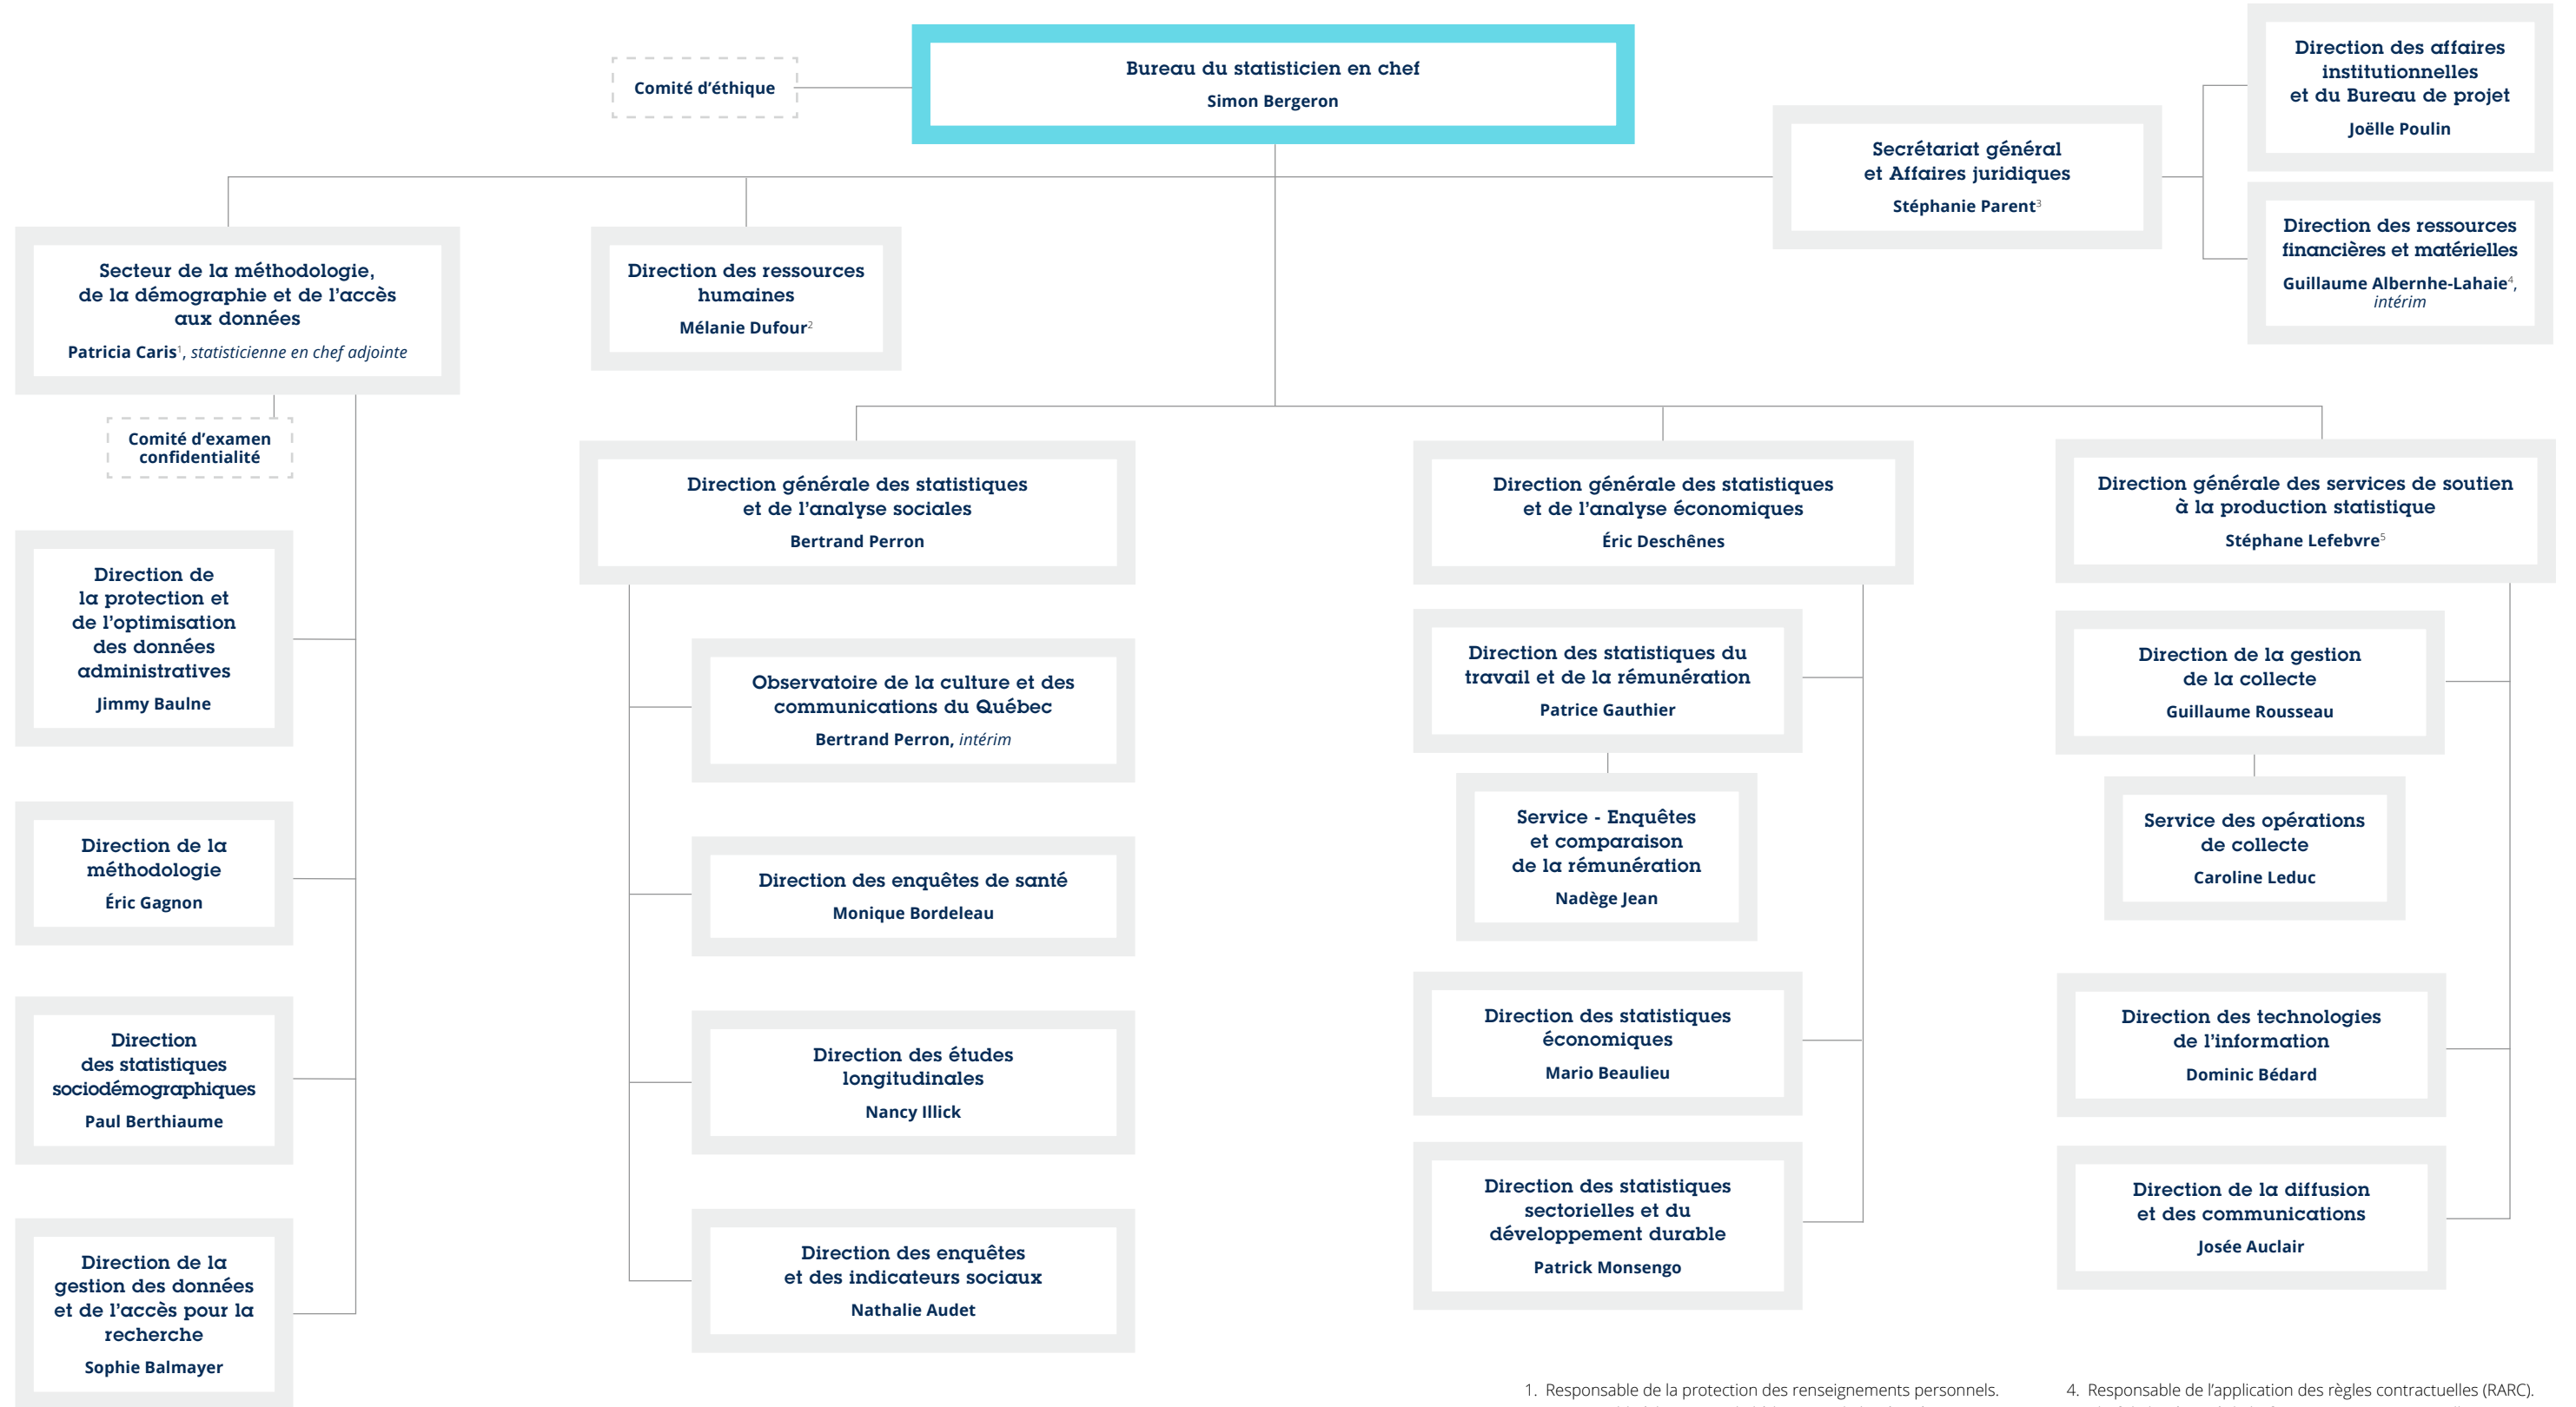 Comité d’éthique
Bureau du statisticien en chef
Simon Bergeron
Secrétariat général
et Affaires juridiques
Stéphanie Parent³
Direction des affaires
institutionnelles
et du Bureau de projet
Joëlle Poulin
Direction des ressources
financières et matérielles
Guillaume Albernhe-Lahaie⁴,
intérim
Secteur de la méthodologie,
de la démographie et de l’accès
aux données
Patricia Caris¹, statisticienne en chef adjointe
Direction des ressources
humaines
Mélanie Dufour²
Comité d’examen
confidentialité
Direction de
la protection et
de l’optimisation
des données
administratives
Jimmy Baulne
Direction de la
méthodologie
Éric Gagnon
Direction
des statistiques
sociodémographiques
Paul Berthiaume
Direction de la
gestion des données
et de l’accès pour la
recherche
Sophie Balmayer
Direction générale des statistiques
et de l’analyse sociales
Bertrand Perron
Observatoire de la culture et des
communications du Québec
Bertrand Perron, intérim
Direction des enquêtes de santé
Monique Bordeleau
Direction des études
longitudinales
Nancy Illick
Direction des enquêtes
et des indicateurs sociaux
Nathalie Audet
Direction générale des statistiques
et de l’analyse économiques
Éric Deschênes
Direction des statistiques du
travail et de la rémunération
Patrice Gauthier
Service - Enquêtes
et comparaison
de la rémunération
Nadège Jean
Direction des statistiques
économiques
Mario Beaulieu
Direction des statistiques
sectorielles et du
développement durable
Patrick Monsengo
Direction générale des services de soutien
à la production statistique
Stéphane Lefebvre⁵
Direction de la gestion
de la collecte
Guillaume Rousseau
Service des opérations
de collecte
Caroline Leduc
Direction des technologies
de l’information
Dominic Bédard
Direction de la diffusion
et des communications
Josée Auclair
1. Responsable de la protection des renseignements personnels.
4. Responsable de l’application des règles contractuelles (RARC).